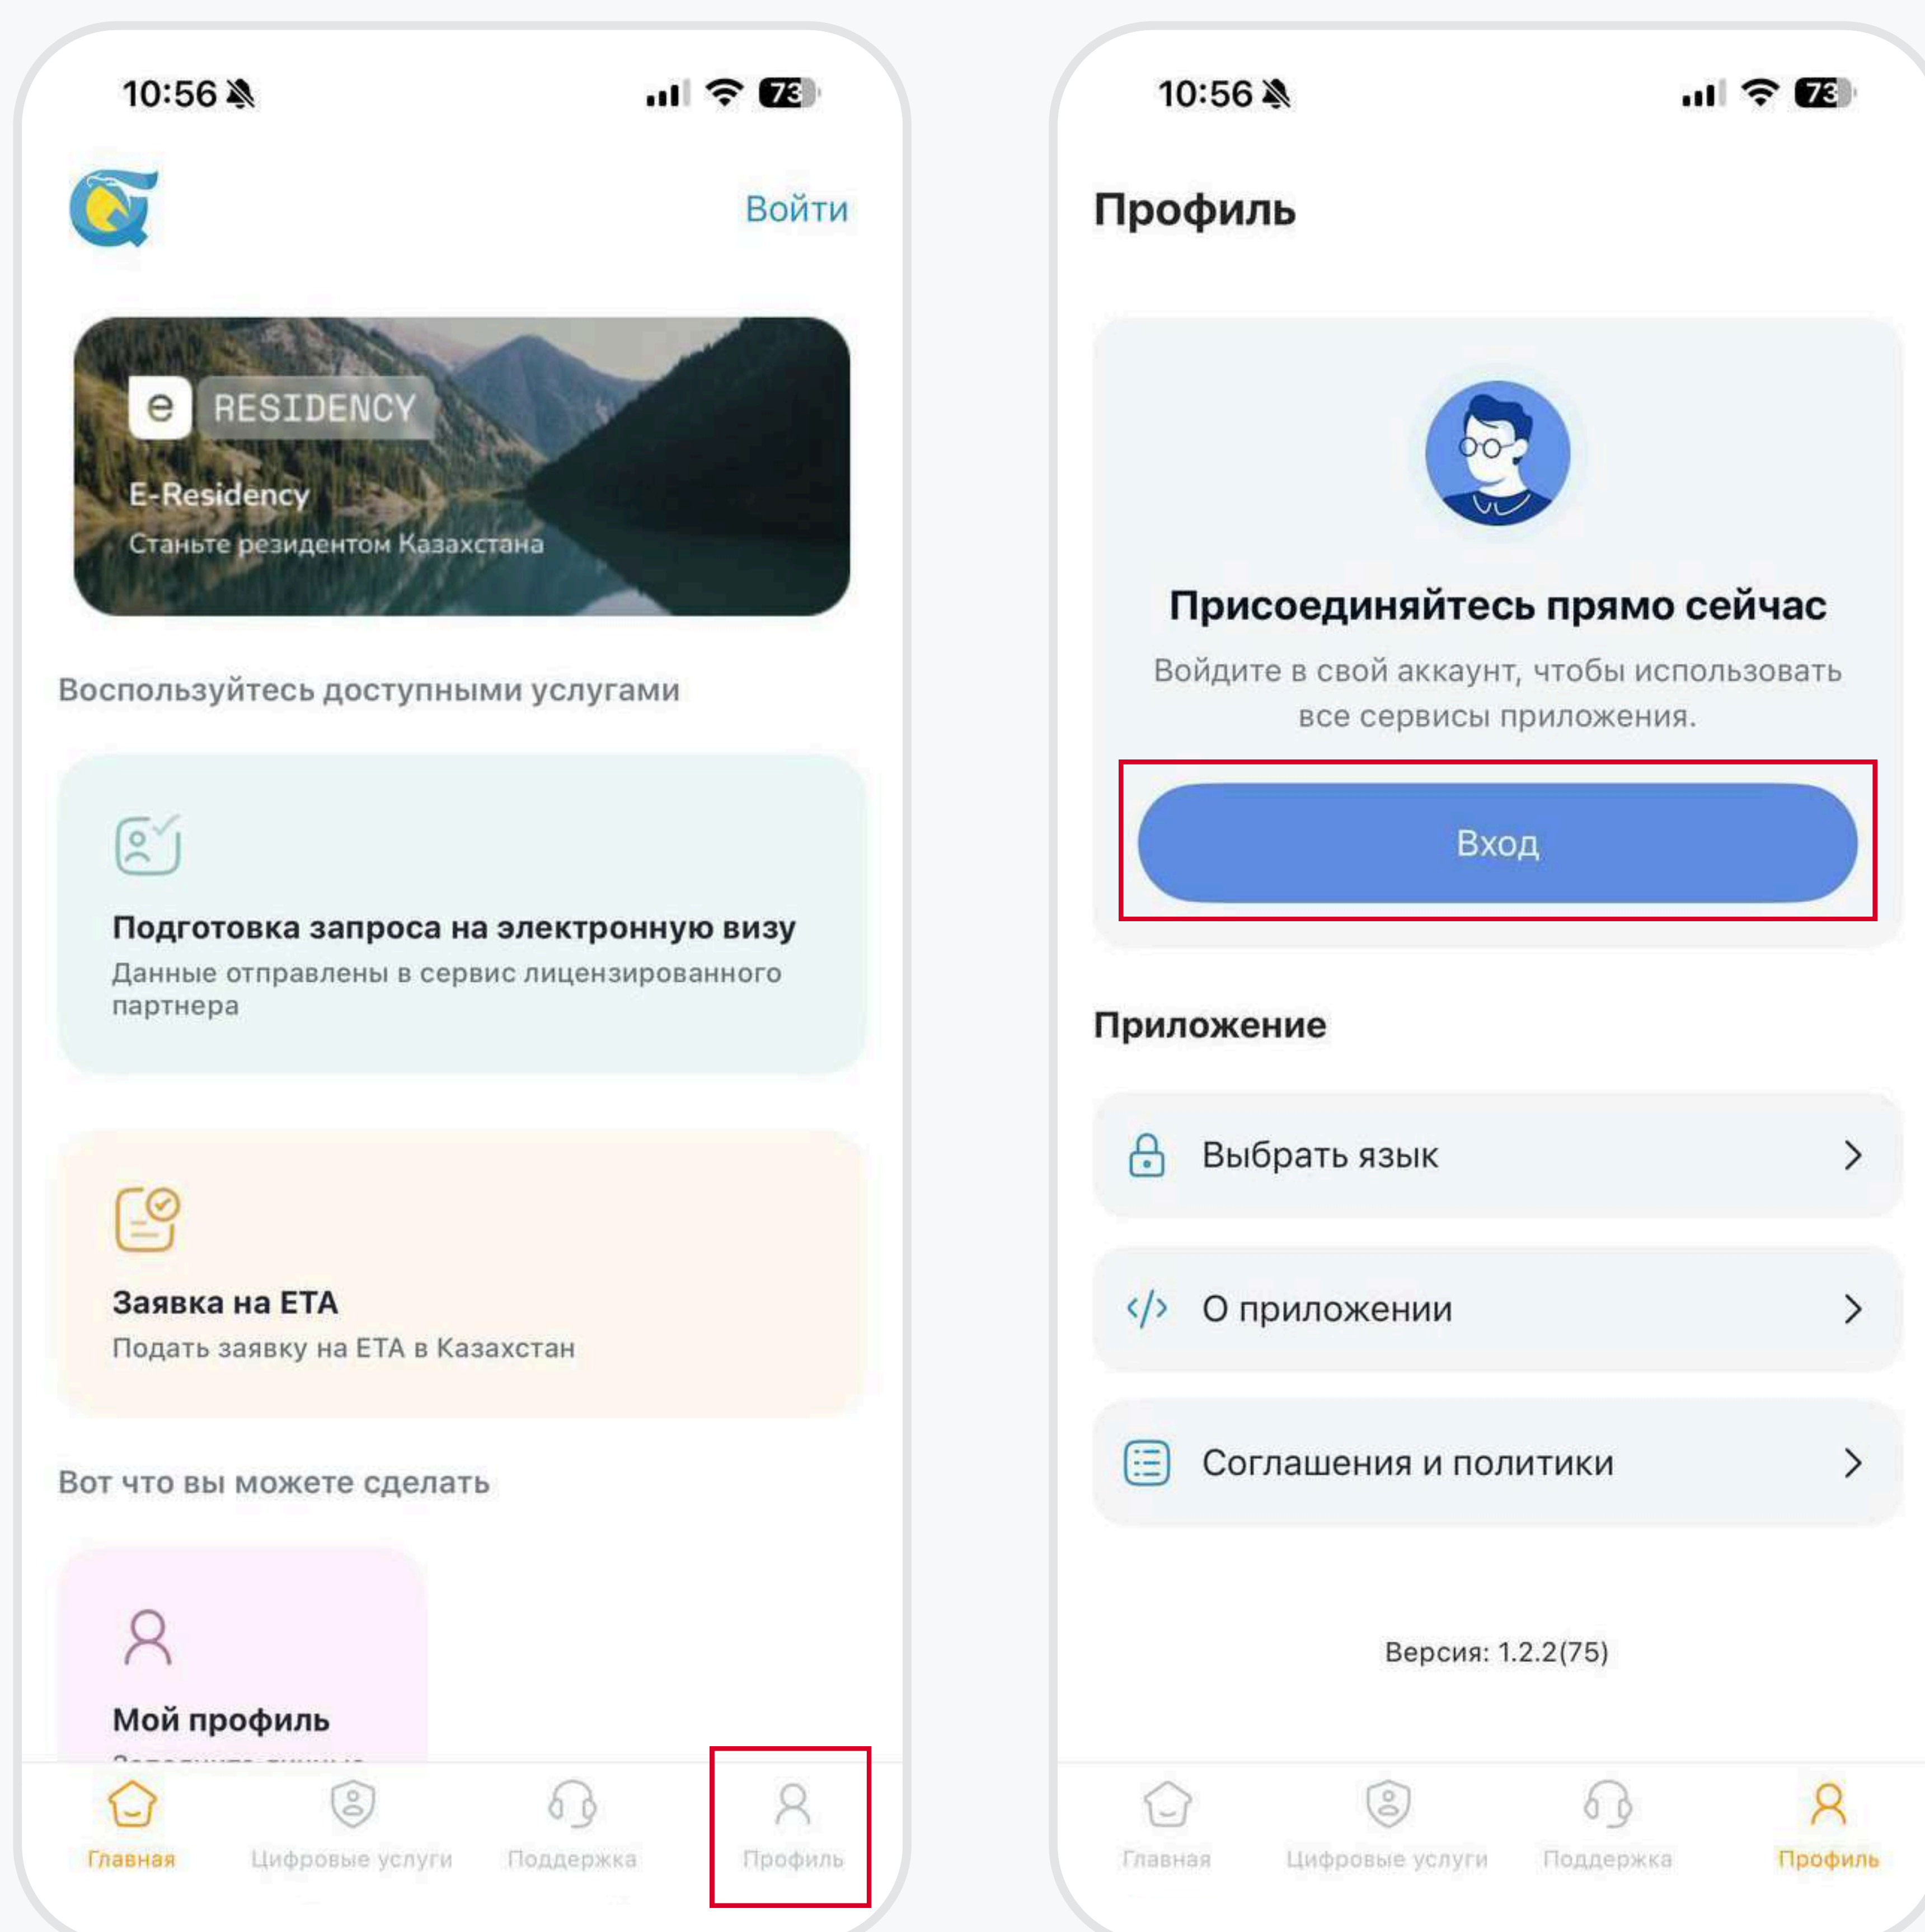 10:56
73
Войти
e RESIDENCY
E-Residency
Станьте резидентом Казахстана
Воспользуйтесь доступными услугами
Подготовка запроса на электронную визу
Данные отправлены в сервис лицензированного
партнера
Заявка на ETA
Подать заявку на ETA в Казахстан
Вот что вы можете сделать
Мой профиль
Главная
Цифровые услуги
Поддержка
Профиль
10:56
73
Профиль
Присоединяйтесь прямо сейчас
Войдите в свой аккаунт, чтобы использовать
все сервисы приложения.
Вход
Приложение
Выбрать язык
О приложении
Соглашения и политики
Версия: 1.2.2(75)
Главная
Цифровые услуги
Поддержка
Профиль